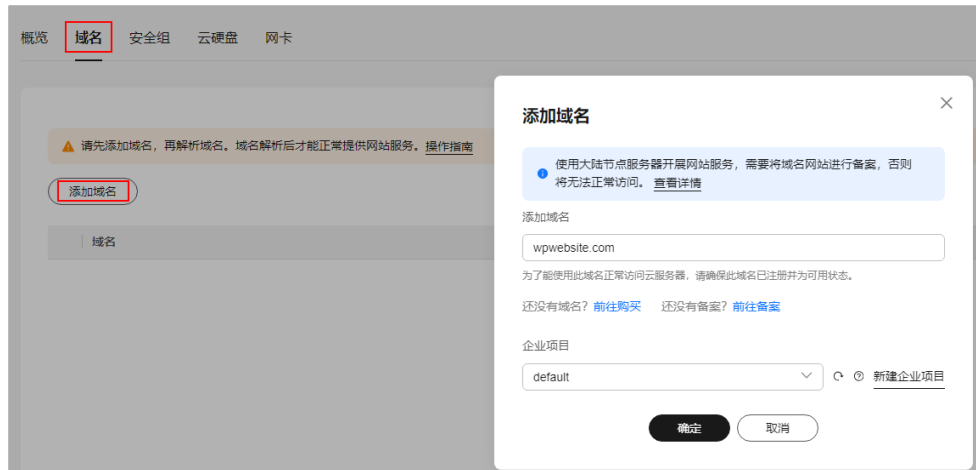 概览 域名 安全组 云硬盘 网卡
请先添加域名，再解析域名。域名解析后才能正常提供网站服务。操作指南
添加域名
域名
添加域名
使用大陆节点服务器开展网站服务，需要将域名网站进行备案，否则
将无法正常访问。 查看详情
添加域名
wpwebsite.com
为了能使用此域名正常访问云服务器，请确保此域名已注册并为可用状态。
还没有域名？前往购买 还没有备案？前往备案
企业项目
default 新建企业项目
确定 取消